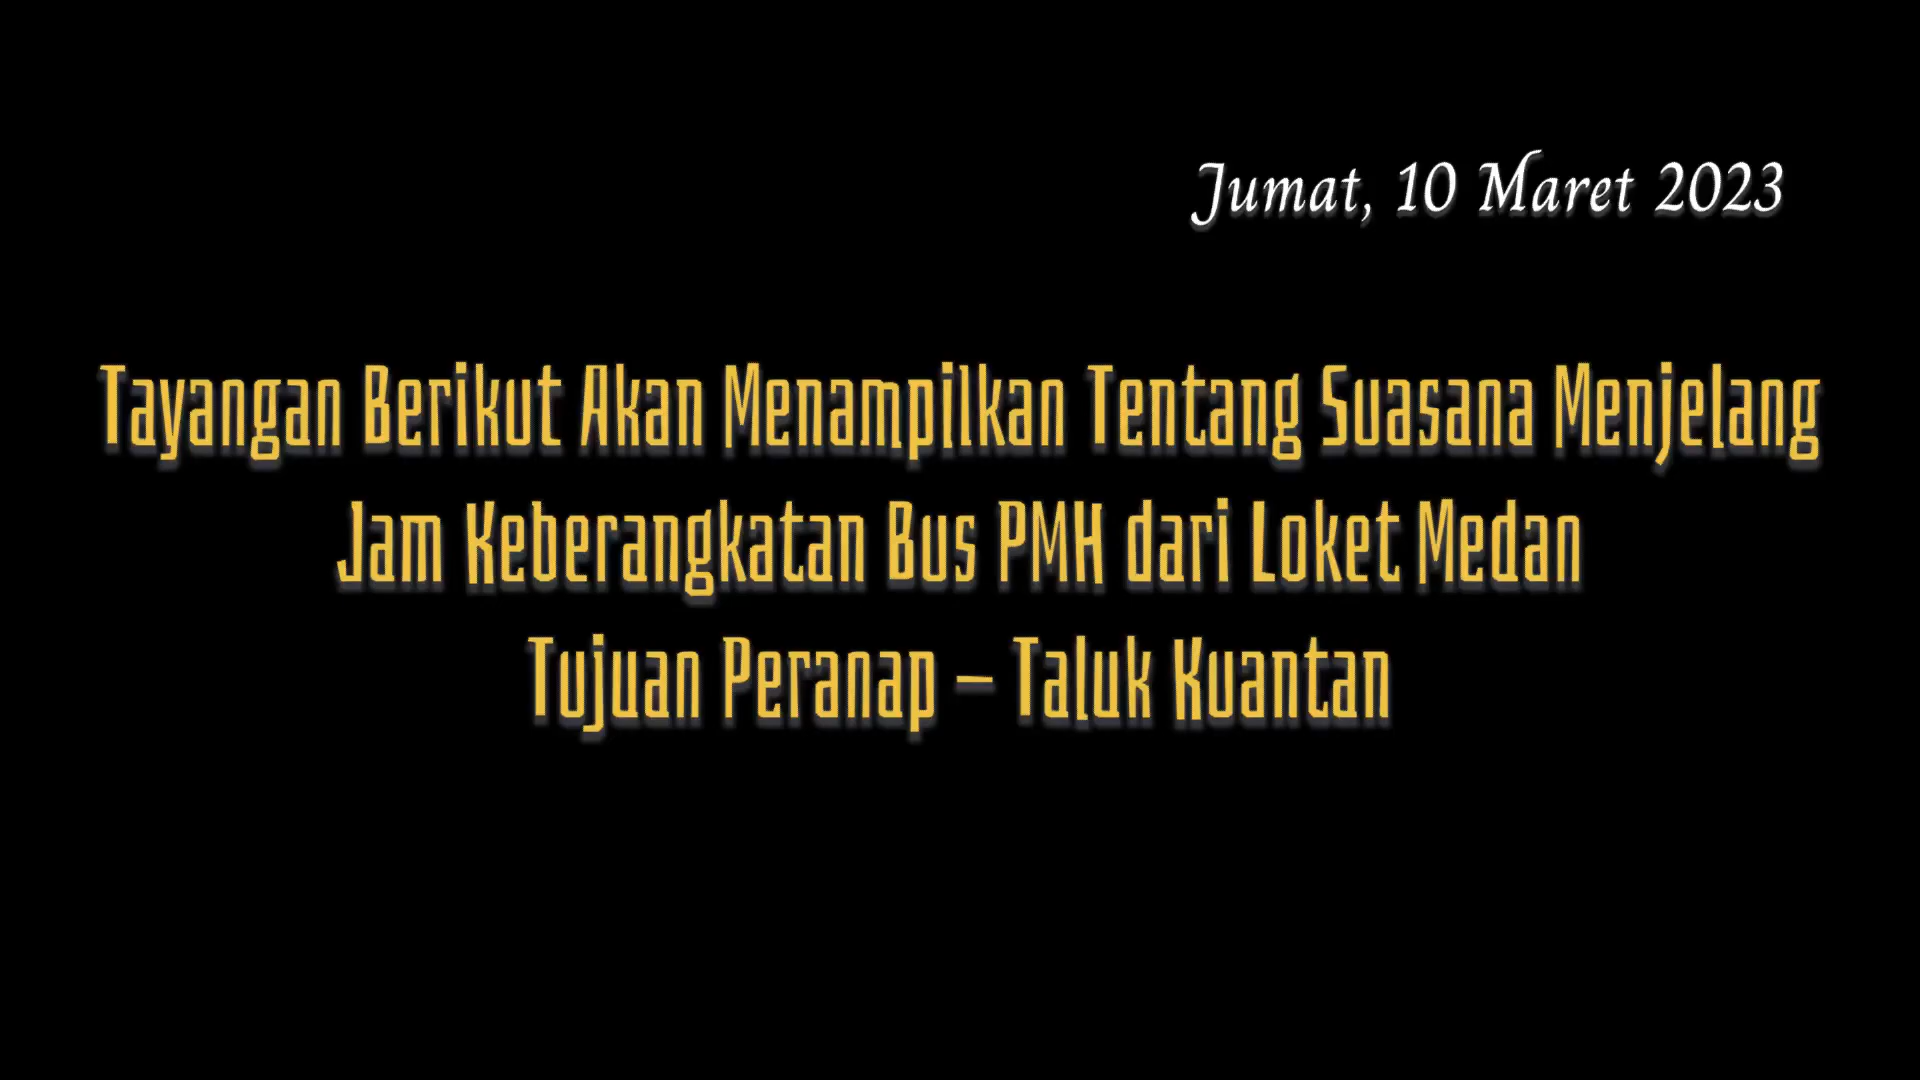 Jumat, 10 Maret 2023
Tayangan Berikut Akan Menampilkan Tentang Suasana Menjelang
Jam Keberangkatan Bus PMH dari Loket Medan
Tujuan Peranap – Taluk Kuantan